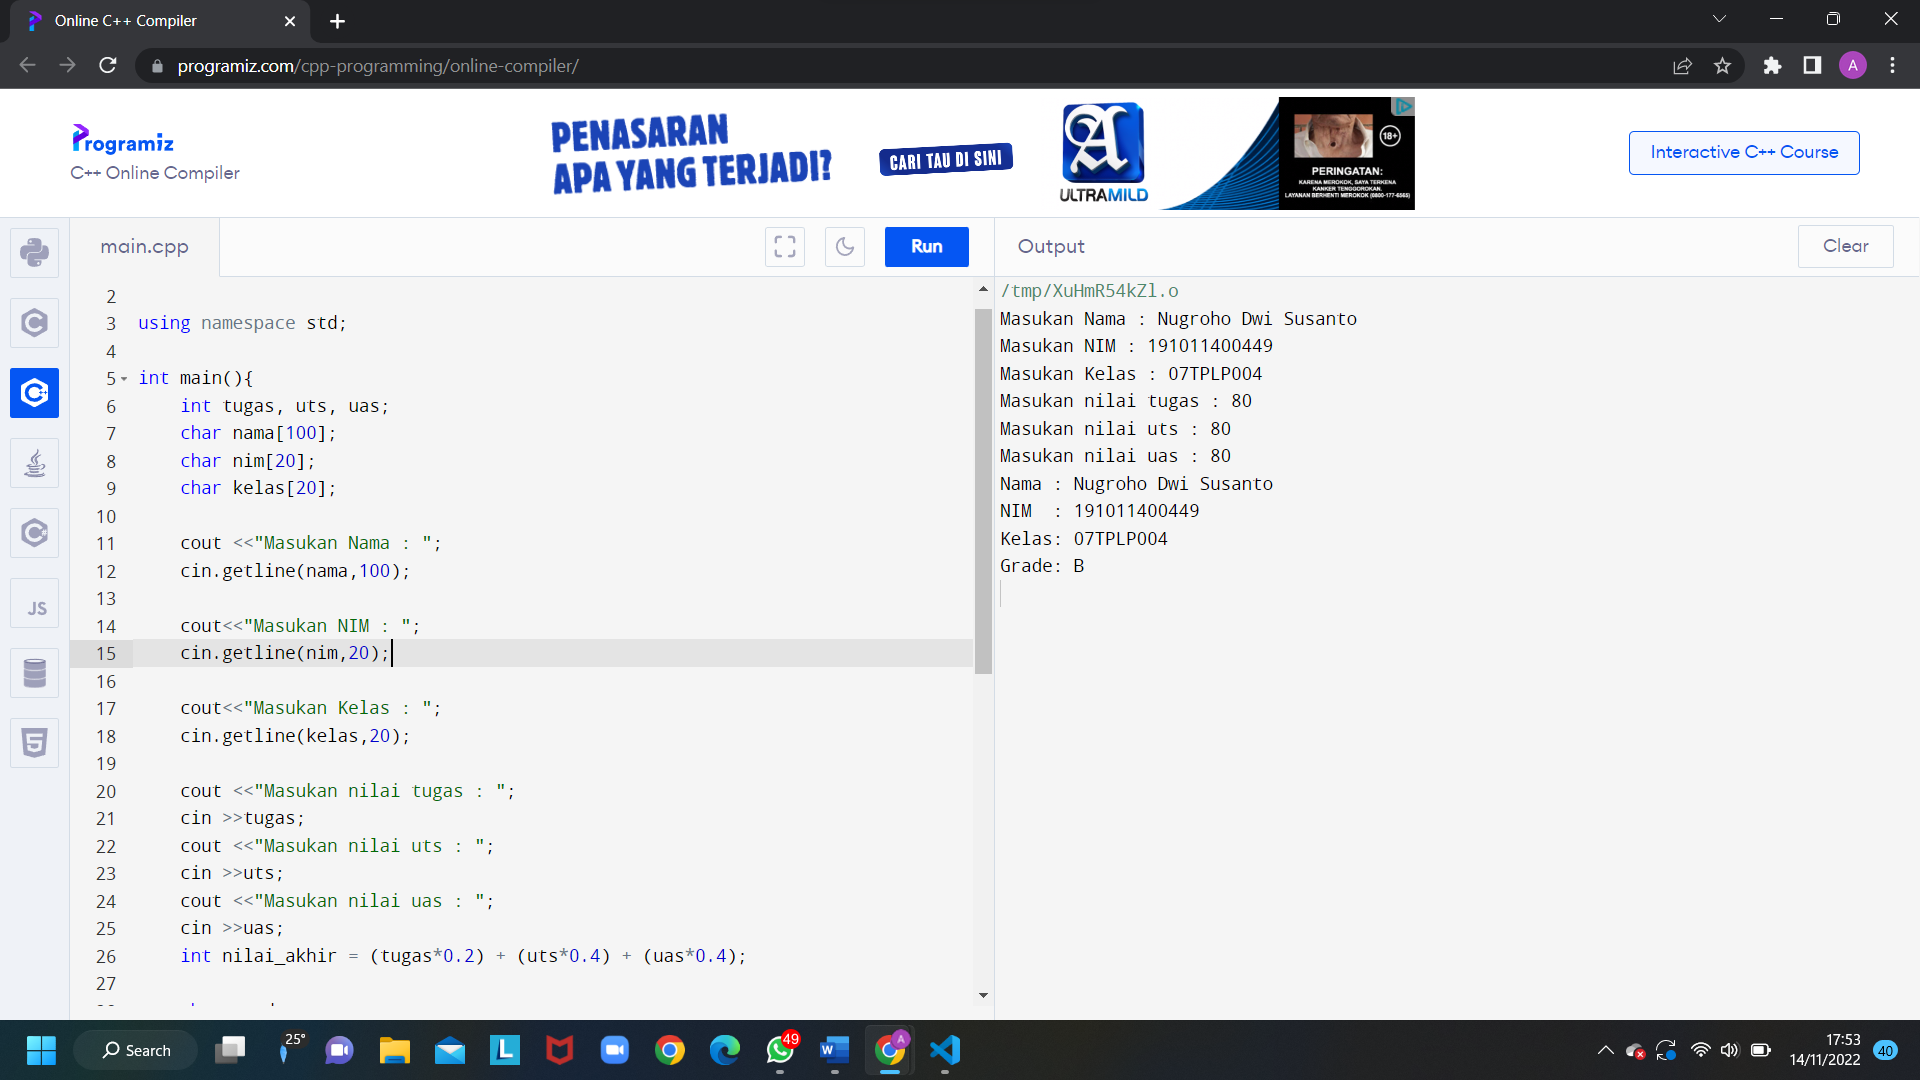 Online C++ Compiler
programiz.com/cpp-programming/online-compiler/
A
Programiz
C++ Online Compiler
PENASARAN
APA YANG TERJADI?
CARI TAU DI SINI
A
ULTRAMILD
18+
PERINGATAN:
KARENA MEROKOK, SAYA TERKENA
KANKER TENGGOROKAN.
LAYANAN BERHENTI MEROKOK (0800-177-6565)
Interactive C++ Course
main.cpp
Run
Output
Clear
2
3 using namespace std;
4
5 int main(){
6 int tugas, uts, uas;
7 char nama[100];
8 char nim[20];
9 char kelas[20];
10
11 cout <<"Masukan Nama : ";
12 cin.getline(nama,100);
13
14 cout<<"Masukan NIM : ";
15 cin.getline(nim,20);
16
17 cout<<"Masukan Kelas : ";
18 cin.getline(kelas,20);
19
20 cout <<"Masukan nilai tugas : ";
21 cin >>tugas;
22 cout <<"Masukan nilai uts : ";
23 cin >>uts;
24 cout <<"Masukan nilai uas : ";
25 cin >>uas;
26 int nilai_akhir = (tugas*0.2) + (uts*0.4) + (uas*0.4);
27
/tmp/XuHmR54kZl.o
Masukan Nama : Nugroho Dwi Susanto
Masukan NIM : 191011400449
Masukan Kelas : 07TPLP004
Masukan nilai tugas : 80
Masukan nilai uts : 80
Masukan nilai uas : 80
Nama : Nugroho Dwi Susanto
NIM  : 191011400449
Kelas: 07TPLP004
Grade: B
JS
Search
25°
L
49
W
A
17:53
14/11/2022
40